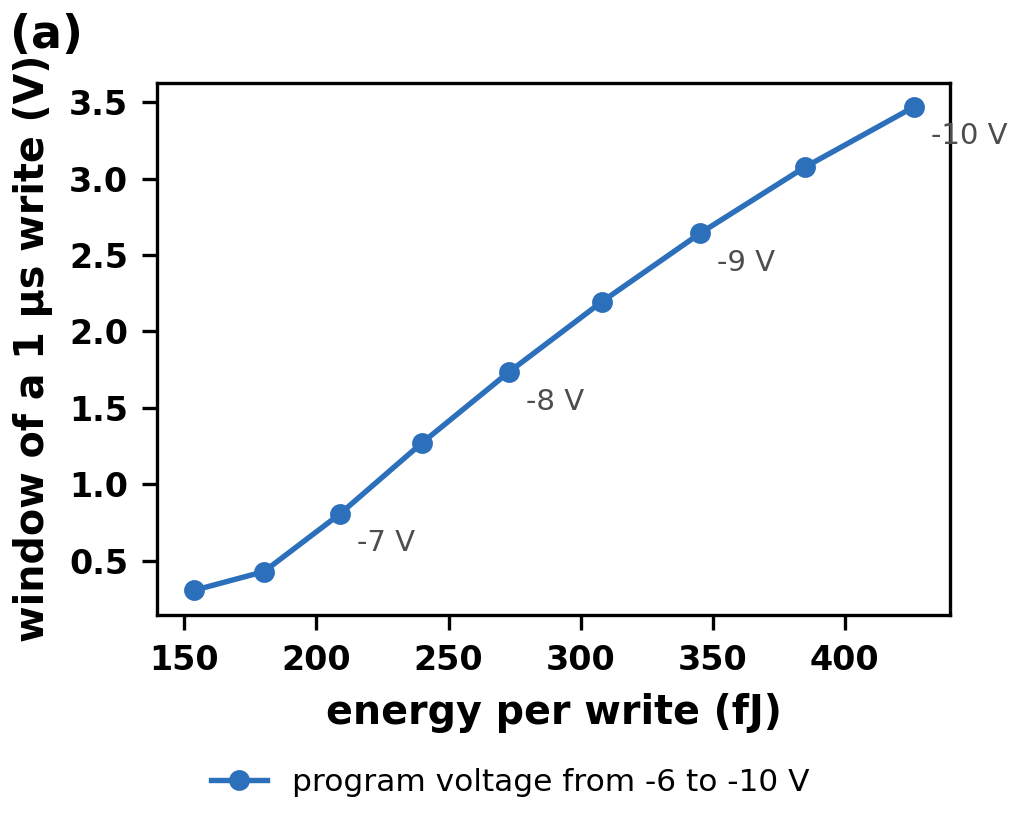 (a)
window of a 1 µs write (V)
3.5
3.0
2.5
2.0
1.5
1.0
0.5
-10 V
-9 V
-8 V
-7 V
150 200 250 300 350 400
energy per write (fJ)
program voltage from -6 to -10 V